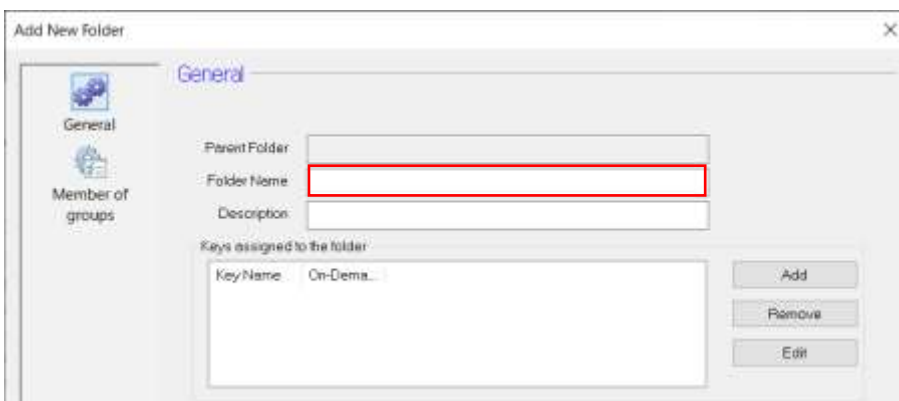 Add New Folder
General
General
Member of
groups
Parent Folder
Folder Name
Description
Keys assigned to the folder
Key Name On-Dema...
Add
Remove
Edit